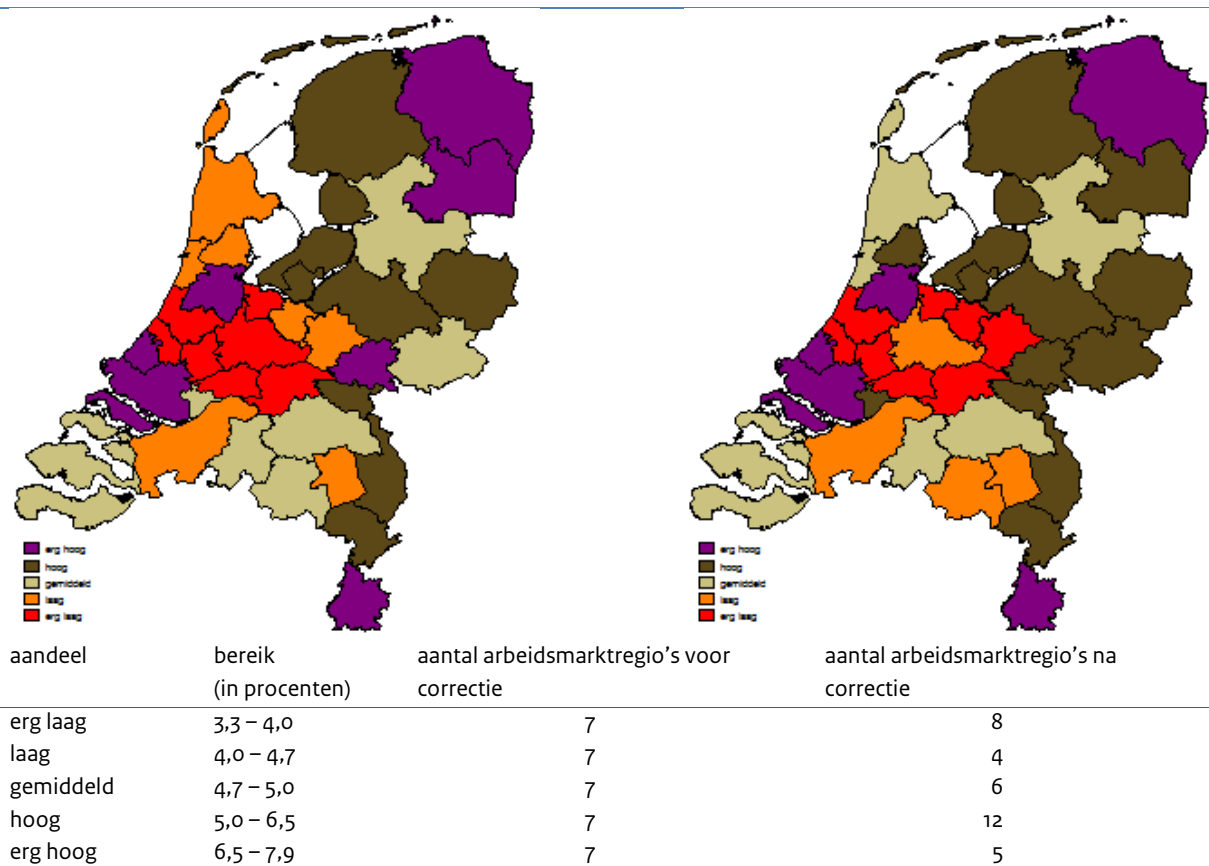 erg hoog
hoog
gemiddeld
laag
erg laag
erg hoog
hoog
gemiddeld
laag
erg laag
aandeel bereik aantal arbeidsmarktregio's voor aantal arbeidsmarktregio's na
(in procenten) correctie correctie
erg laag 3,3 – 4,0 7 8
laag 4,0 – 4,7 7 4
gemiddeld 4,7 – 5,0 7 6
hoog 5,0 – 6,5 7 12
erg hoog 6,5 – 7,9 7 5